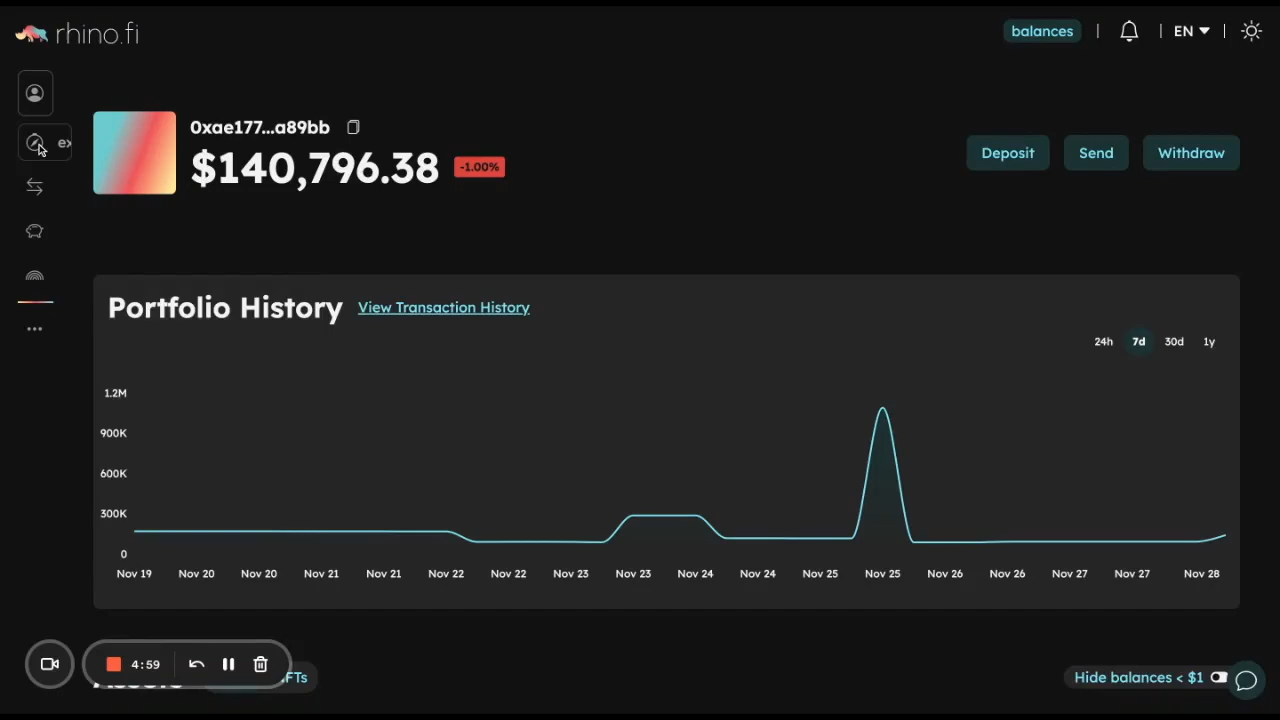 rhino.fi
balances | | EN |
0xae177...a89bb
ex
$140,796.38 -1.00%
Deposit Send Withdraw
Portfolio History View Transaction History
24h 7d 30d 1y
1.2M
900K
600K
300K
0
Nov 19 Nov 20 Nov 20 Nov 21 Nov 21 Nov 22 Nov 22 Nov 23 Nov 23 Nov 24 Nov 24 Nov 25 Nov 25 Nov 26 Nov 26 Nov 27 Nov 27 Nov 28
4:59
Assets
Hide balances < $1